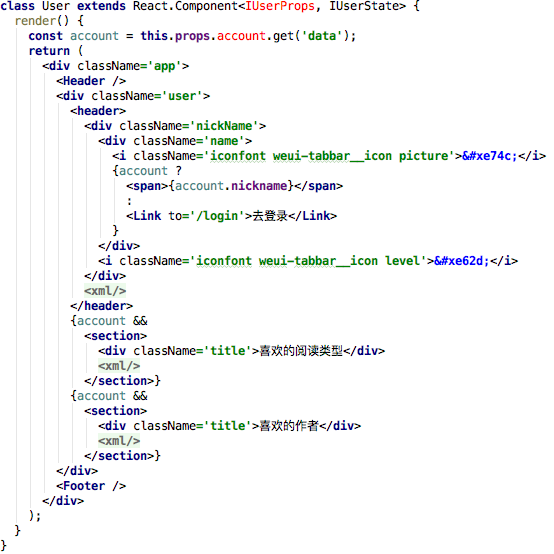 class User extends React.Component<IUserProps, IUserState> {
  render() {
    const account = this.props.account.get('data');
    return (
      <div className='app'>
        <Header />
        <div className='user'>
          <header>
            <div className='nickName'>
              <div className='name'>
                <i className='iconfont weui-tabbar__icon picture'>&#xe74c;</i>
                {account ?
                  <span>{account.nickname}</span>
                  :
                  <Link to='/login'>去登录</Link>
                }
              </div>
              <i className='iconfont weui-tabbar__icon level'>&#xe62d;</i>
            </div>
            <xml/>
          </header>
          {account &&
            <section>
              <div className='title'>喜欢的阅读类型</div>
              <xml/>
            </section>}
          {account &&
            <section>
              <div className='title'>喜欢的作者</div>
              <xml/>
            </section>}
        </div>
        <Footer />
      </div>
    );
  }
}